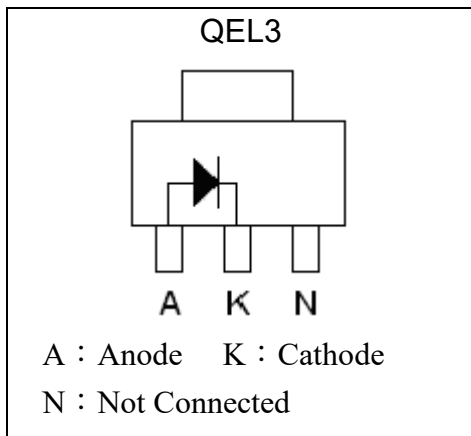 QEL3
A K N
A：Anode K：Cathode
N：Not Connected